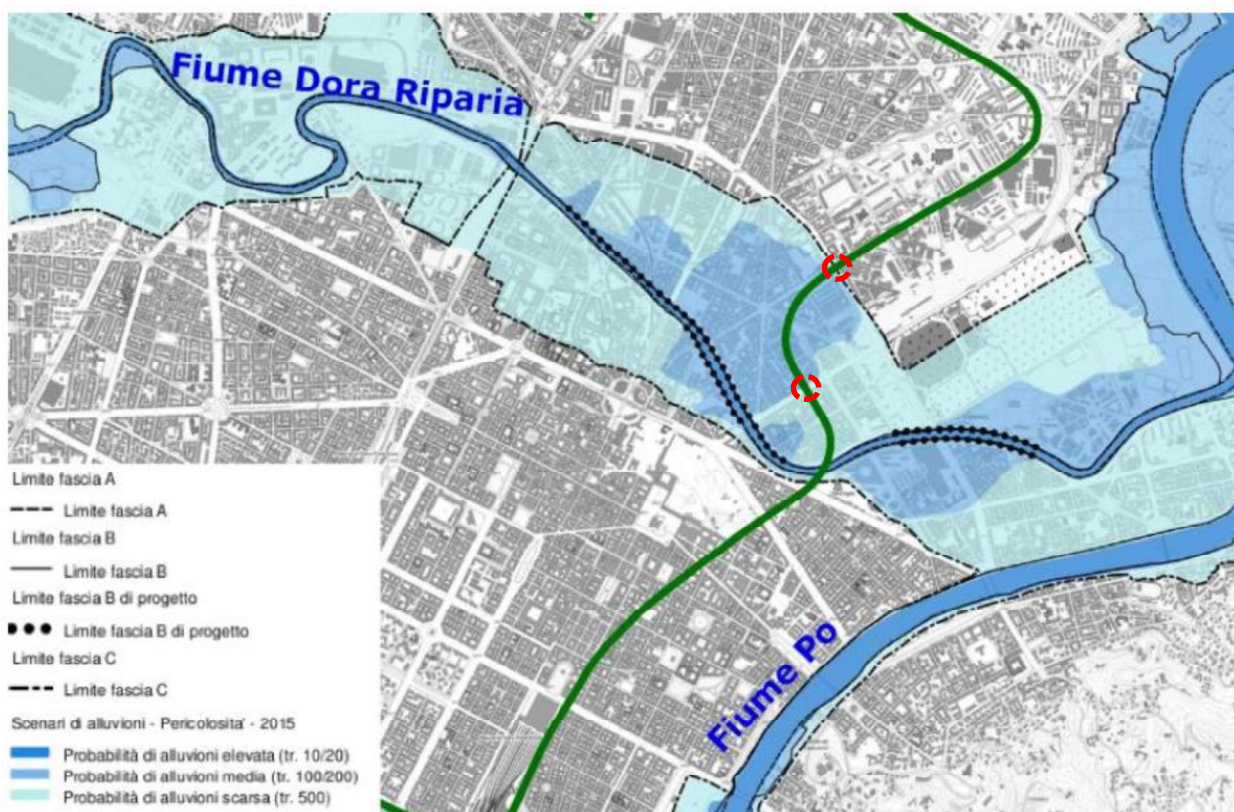 Fiume Dora Riparia
Fiume Po
Limite fascia A
Limite fascia A
Limite fascia B
Limite fascia B
Limite fascia B di progetto
Limite fascia B di progetto
Limite fascia C
Limite fascia C
Scenari di alluvioni - Pericolosita' - 2015
Probabilità di alluvioni elevata (tr. 10/20)
Probabilità di alluvioni media (tr. 100/200)
Probabilità di alluvioni scarsa (tr. 500)